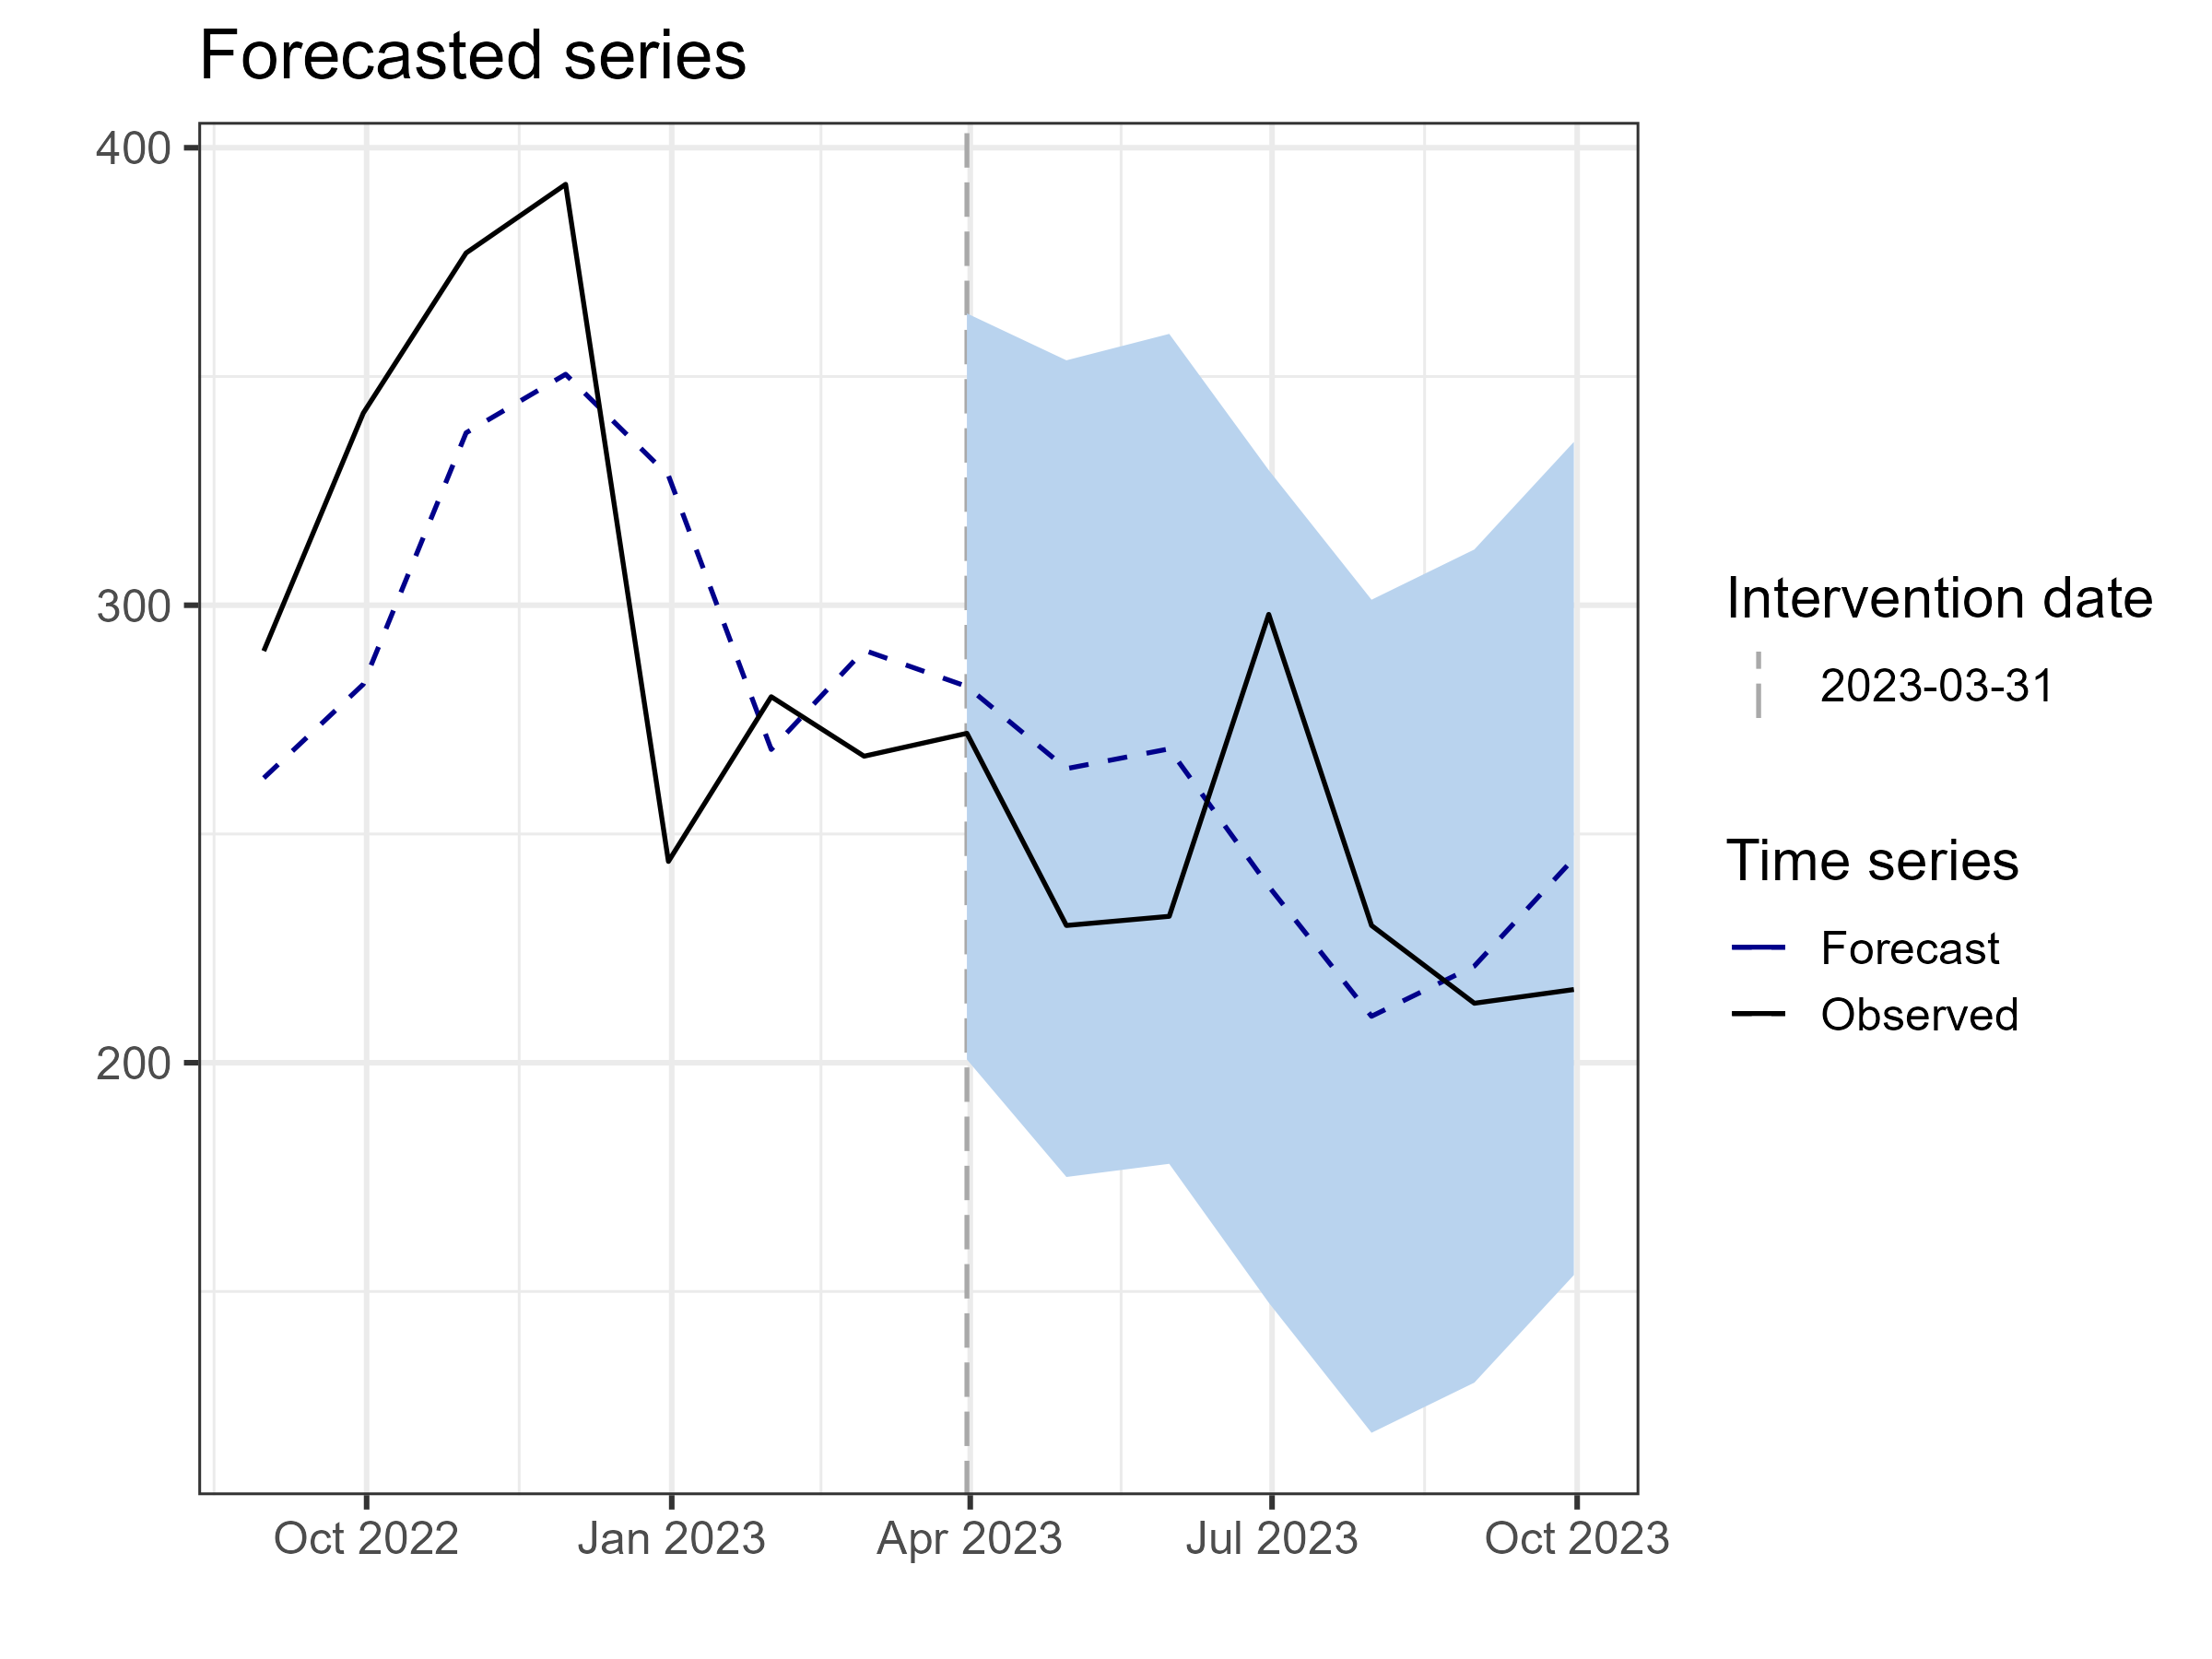 Forecasted series
400
300
200
Oct 2022
Jan 2023
Apr 2023
Jul 2023
Oct 2023
Intervention date
2023-03-31
Time series
Forecast
Observed